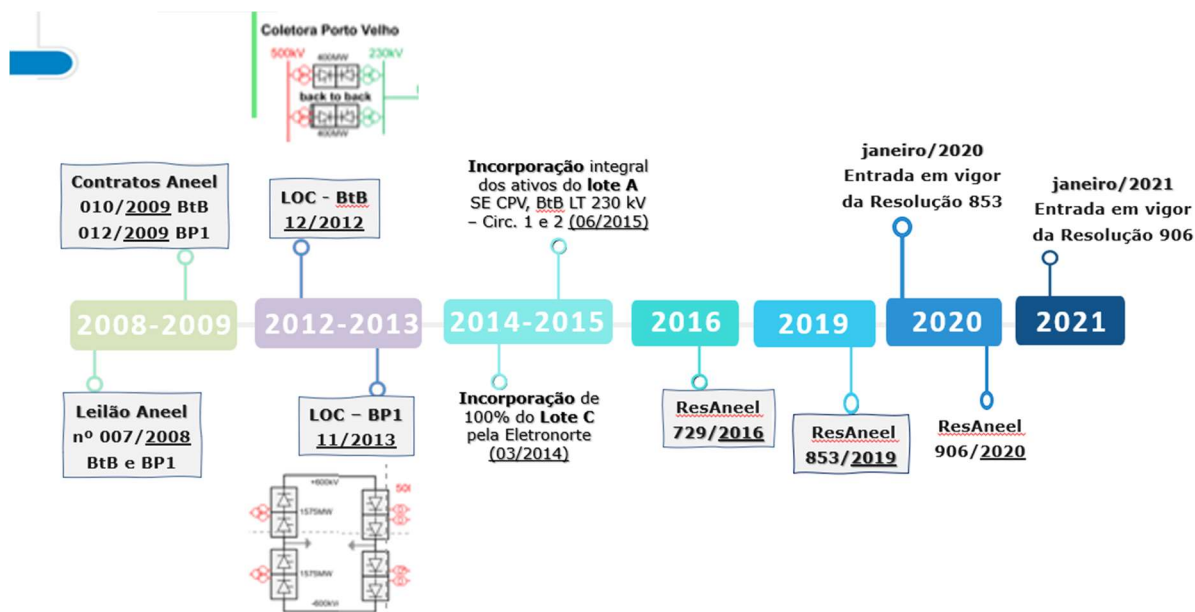 Coletora Porto Velho
500kV
400MW
230kV
back to back
400MW
Contratos Aneel
010/2009 BtB
012/2009 BP1
LOC - BtB
12/2012
Incorporação integral
dos ativos do lote A
SE CPV, BtB LT 230 kV
– Circ. 1 e 2 (06/2015)
janeiro/2020
Entrada em vigor
da Resolução 853
janeiro/2021
Entrada em vigor
da Resolução 906
2008-2009
2012-2013
2014-2015
2016
2019
2020
2021
Leilão Aneel
nº 007/2008
BtB e BP1
LOC – BP1
11/2013
Incorporação de
100% do Lote C
pela Eletronorte
(03/2014)
ResAneel
729/2016
ResAneel
853/2019
ResAneel
906/2020
+600kV
1575MW
1575MW
-600kV